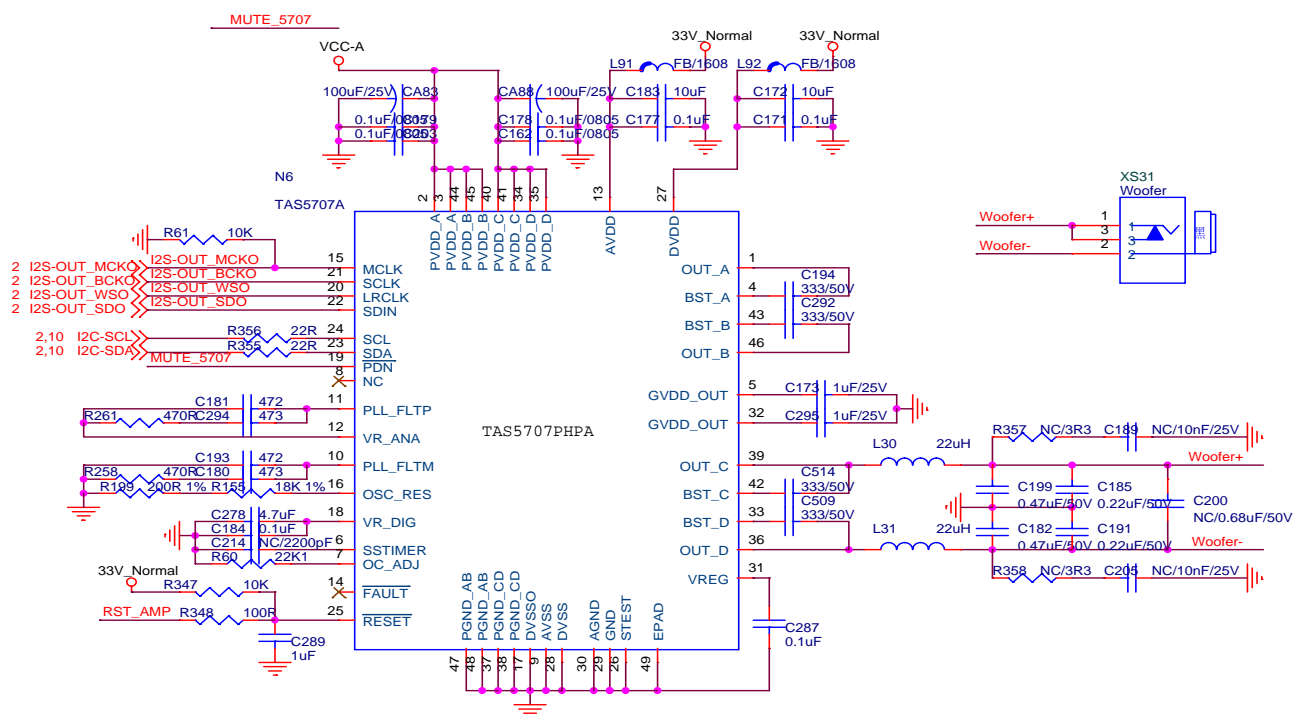 MUTE_5707
VCC-A
33V_Normal
33V_Normal
L91
FB/1608
L92
FB/1608
100uF/25V
CA83
CA88
100uF/25V
C183
10uF
C172
10uF
0.1uF/0805
C178
0.1uF/0805
C177
0.1uF
C171
0.1uF
0.1uF/0805
C162
0.1uF/0805
N6
TAS5707A
2
3
44
45
40
41
34
35
13
27
PVDD_A
PVDD_A
PVDD_B
PVDD_B
PVDD_C
PVDD_C
PVDD_D
PVDD_D
AVDD
DVDD
XS31
Woofer
Woofer+
1
1
3
3
Woofer-
2
2
黑
R61
10K
2 I2S-OUT_MCKO
I2S-OUT_MCKO
15
MCLK
2 I2S-OUT_BCKO
I2S-OUT_BCKO
21
SCLK
2 I2S-OUT_WSO
I2S-OUT_WSO
20
LRCLK
2 I2S-OUT_SDO
I2S-OUT_SDO
22
SDIN
2,10 I2C-SCL
R356
22R
24
SCL
2,10 I2C-SDA
R355
22R
23
SDA
MUTE_5707
19
PDN
8
NC
C181
472
11
PLL_FLTP
R261
470R
C294
473
12
VR_ANA
C193
472
10
PLL_FLTM
R258
470R
C180
473
R199
200R 1%
R155
18K 1%
16
OSC_RES
C278
4.7uF
18
VR_DIG
C184
0.1uF
C214
NC/2200pF
6
SSTIMER
R60
22K1
7
OC_ADJ
33V_Normal
R347
10K
14
FAULT
RST_AMP
R348
100R
25
RESET
C289
1uF
TAS5707PHPA
OUT_A
1
C194
333/50V
BST_A
4
C292
333/50V
BST_B
43
OUT_B
46
GVDD_OUT
5
C173
1uF/25V
GVDD_OUT
32
C295
1uF/25V
OUT_C
39
BST_C
42
C514
333/50V
C509
333/50V
BST_D
33
OUT_D
36
VREG
31
C287
0.1uF
L30
22uH
L31
22uH
R357
NC/3R3
C189
NC/10nF/25V
Woofer+
C199
0.47uF/50V
C185
0.22uF/50V
C200
NC/0.68uF/50V
C182
0.47uF/50V
C191
0.22uF/50V
Woofer-
R358
NC/3R3
C205
NC/10nF/25V
PGND_AB
PGND_AB
PGND_CD
PGND_CD
DVSSO
AVSS
DVSS
AGND
GND
STEST
EPAD
47
48
37
38
17
9
28
30
29
26
49